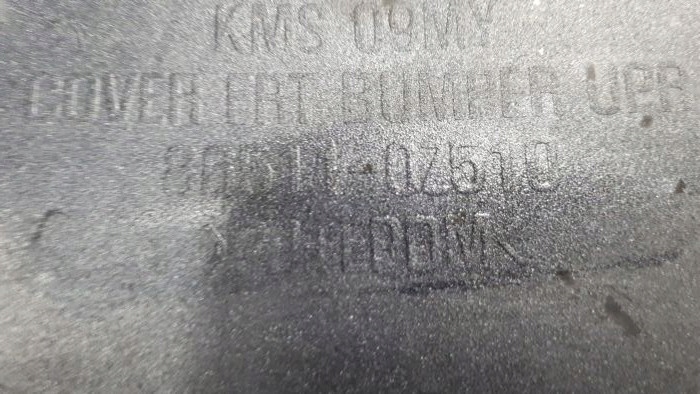 KMS 09MY
COVER FRT BUMPER UPR
86511-0Z510